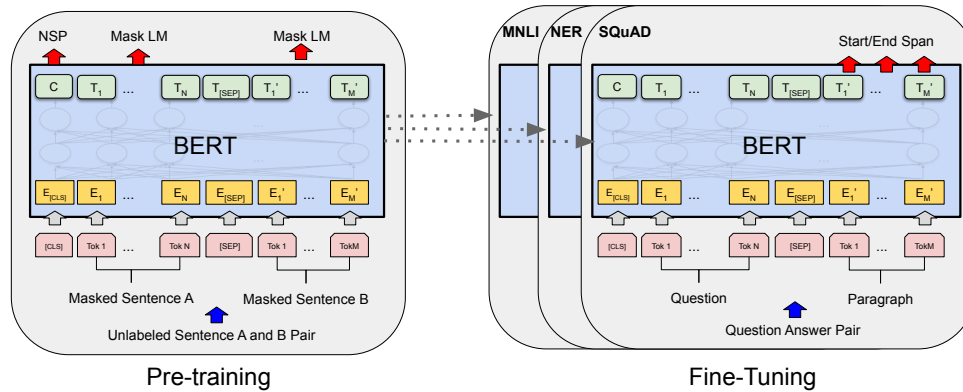 NSP Mask LM Mask LM
C T1 ... TN T[SEP] T1' ... TM'
BERT
E[CLS] E1 ... EN E[SEP] E1' ... EM'
[CLS] Tok 1 ... Tok N [SEP] Tok 1 ... TokM
Masked Sentence A Masked Sentence B
Unlabeled Sentence A and B Pair
Pre-training
MNLI NER SQuAD
Start/End Span
C T1 ... TN T[SEP] T1' ... TM'
BERT
E[CLS] E1 ... EN E[SEP] E1' ... EM'
[CLS] Tok 1 ... Tok N [SEP] Tok 1 ... TokM
Question Paragraph
Question Answer Pair
Fine-Tuning